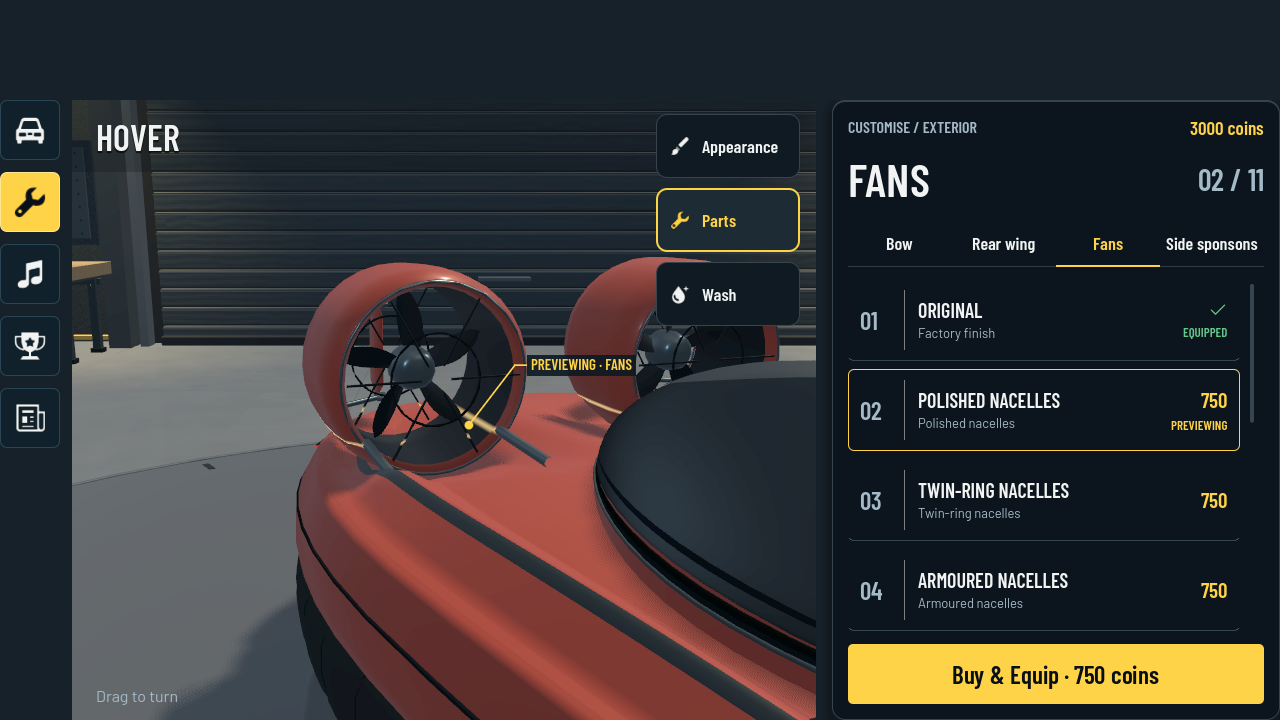 HOVER
Appearance
Parts
Wash
PREVIEWING · FANS
Drag to turn
CUSTOMISE / EXTERIOR
3000 coins
FANS
02 / 11
Bow
Rear wing
Fans
Side sponsons
01
ORIGINAL
Factory finish
EQUIPPED
02
POLISHED NACELLES
Polished nacelles
750
PREVIEWING
03
TWIN-RING NACELLES
Twin-ring nacelles
750
04
ARMOURED NACELLES
Armoured nacelles
750
Buy & Equip · 750 coins